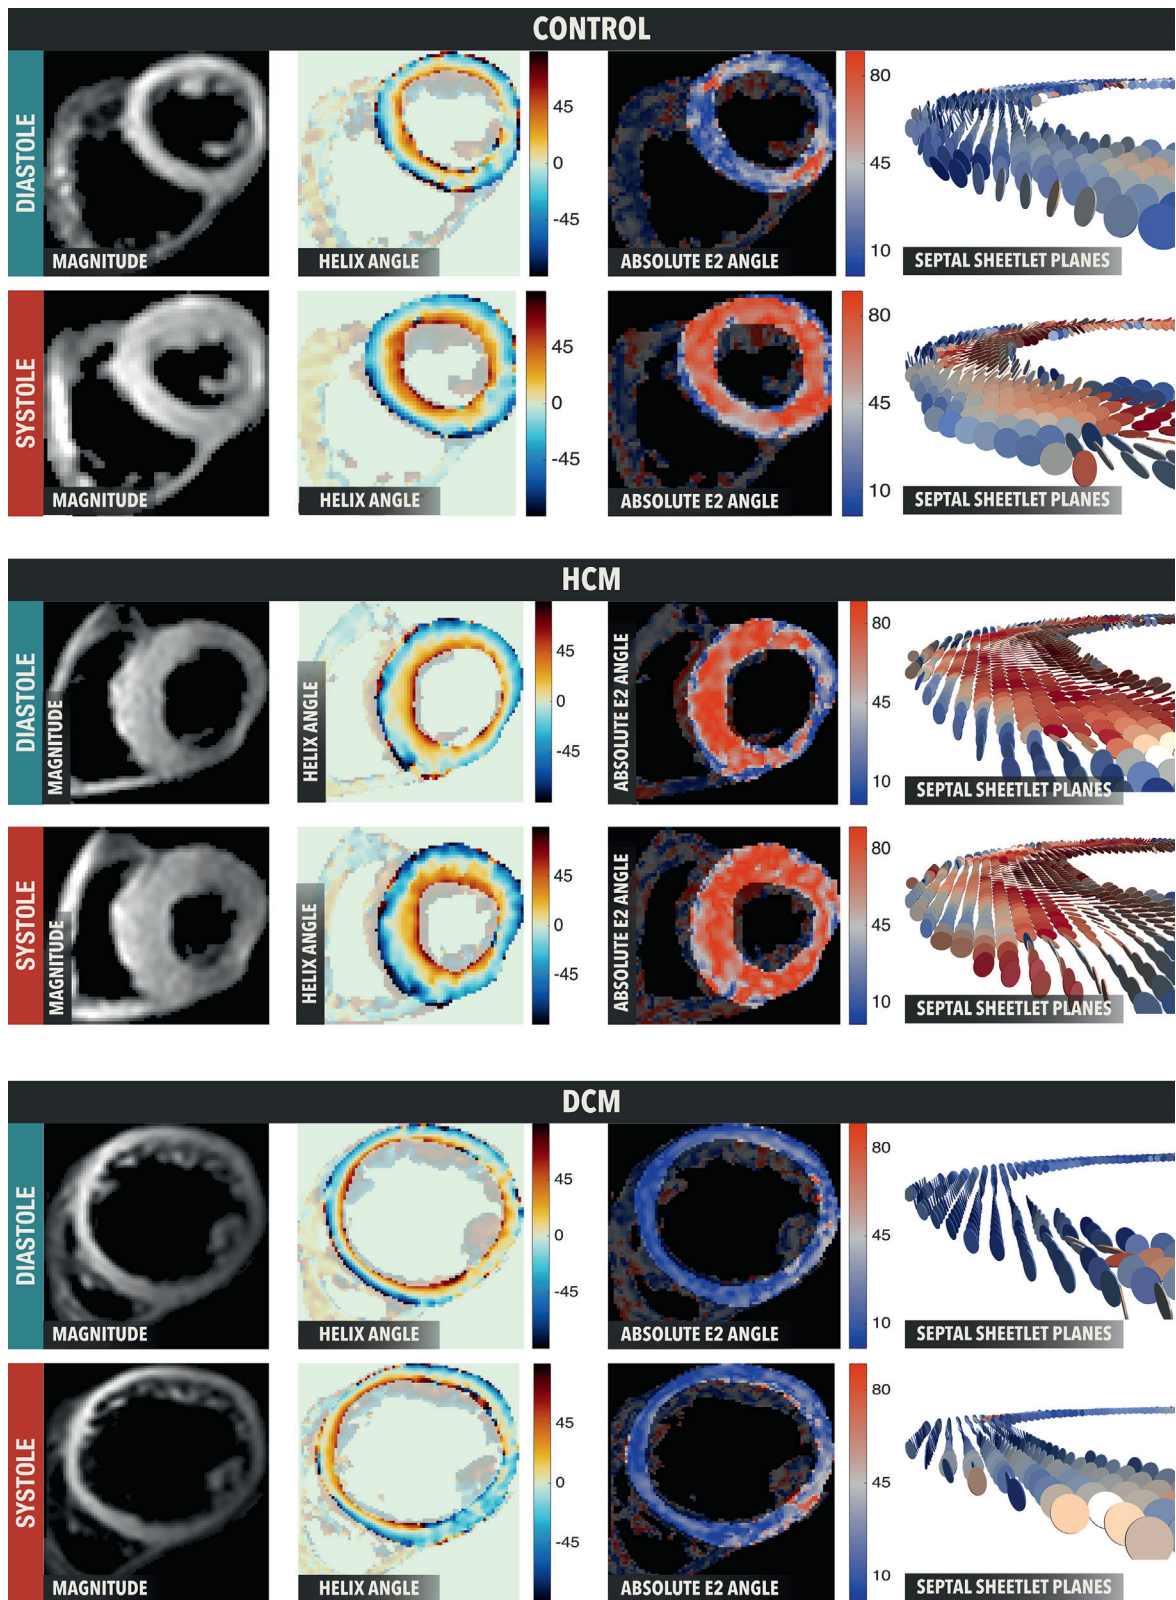 CONTROL
DIASTOLE
MAGNITUDE
45
0
-45
HELIX ANGLE
80
45
10
ABSOLUTE E2 ANGLE
SEPTAL SHEETLET PLANES
SYSTOLE
MAGNITUDE
45
0
-45
HELIX ANGLE
80
45
10
ABSOLUTE E2 ANGLE
SEPTAL SHEETLET PLANES
HCM
DIASTOLE
MAGNITUDE
HELIX ANGLE
45
0
-45
ABSOLUTE E2 ANGLE
80
45
10
SEPTAL SHEETLET PLANES
SYSTOLE
MAGNITUDE
HELIX ANGLE
45
0
-45
ABSOLUTE E2 ANGLE
80
45
10
SEPTAL SHEETLET PLANES
DCM
DIASTOLE
MAGNITUDE
45
0
-45
HELIX ANGLE
80
45
10
ABSOLUTE E2 ANGLE
SEPTAL SHEETLET PLANES
SYSTOLE
MAGNITUDE
45
0
-45
HELIX ANGLE
80
45
10
ABSOLUTE E2 ANGLE
SEPTAL SHEETLET PLANES